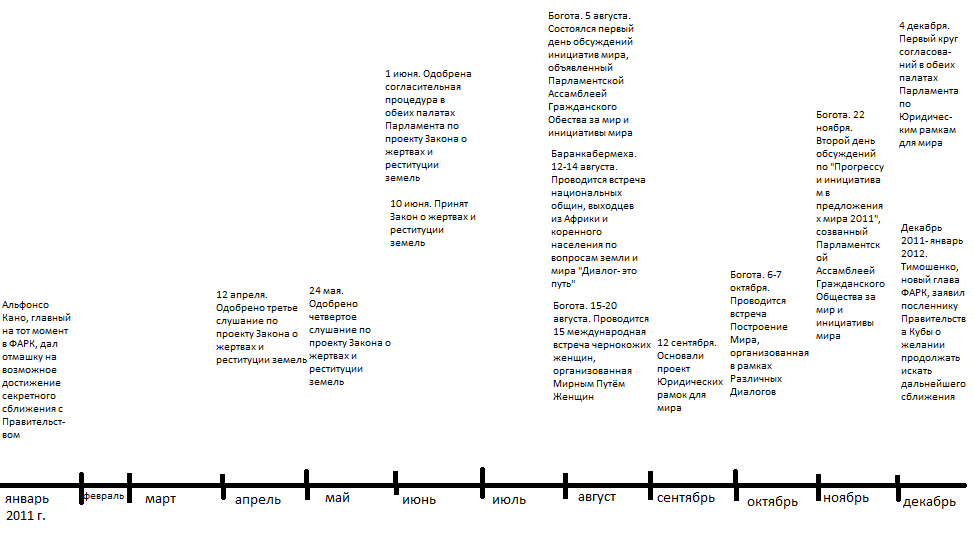 Альфонсо
Кано, главный
на тот момент
в ФАРК, дал
отмашку на
возможное
достижение
секретного
сближения с
Правительст-
вом
12 апреля.
Одобрено третье
слушание по
проекту Закона о
жертвах и
реституции земель
24 мая.
Одобрено
четвертое
слушание по
проекту Закона о
жертвах и
реституции
земель
1 июня. Одобрена
согласительная
процедура в
обеих палатах
Парламента по
проекту Закона о
жертвах и
реституции
земель
10 июня. Принят
Закон о жертвах и
реституции
земель
Богота. 5 августа.
Состоялся первый
день обсуждений
инициатив мира,
объявленный
Парламентской
Ассамблеей
Гражданского
Обества за мир и
инициативы мира
Баранкабермеха.
12-14 августа.
Проводится встреча
национальных
общин, выходцев
из Африки и
коренного
населения по
вопросам земли и
мира "Диалог- это
путь"
Богота. 15-20
августа. Проводится
15 международная
встреча чернокожих
женщин,
организованная
Мирным Путём
Женщин
12 сентября.
Основали
проект
Юридических
рамок для
мира
Богота. 6-7
октября.
Проводится
встреча
Построение
Мира,
организованная
в рамках
Различных
Диалогов
Богота. 22
ноября.
Второй день
обсуждений
по "Прогрессу
и инициатива
м в
предложения
х мира 2011",
созванный
Парламентск
ой
Ассамблеей
Гражданского
Общества за
мир и
инициативы
мира
4 декабря.
Первый круг
согласова-
ний в обеих
палатах
Парламента
по
Юридичес-
ким рамкам
для мира
Декабрь
2011- январь
2012.
Тимошенко,
новый глава
ФАРК, заявил
посленнику
Правительств
а Кубы о
желании
продолжать
искать
дальнейшего
сближения
январь
2011 г.
февраль
март
апрель
май
июнь
июль
август
сентябрь
октябрь
ноябрь
декабрь